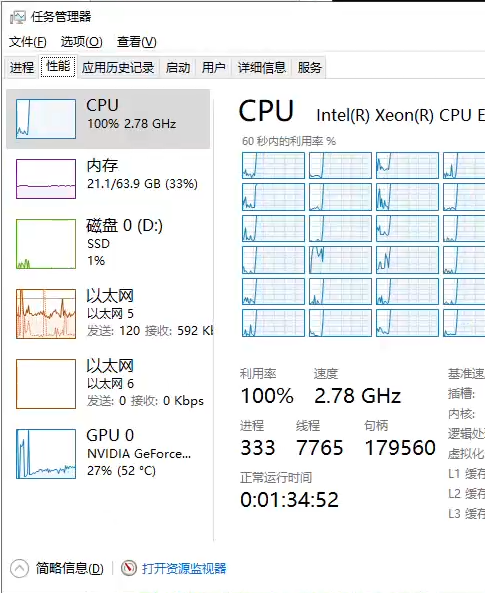 任务管理器
文件(F) 选项(O) 查看(V)
进程 性能 应用历史记录 启动 用户 详细信息 服务
CPU
100% 2.78 GHz
内存
21.1/63.9 GB (33%)
磁盘 0 (D:)
SSD
1%
以太网
以太网 5
发送: 120 接收: 592 Kb
以太网
以太网 6
发送: 0 接收: 0 Kbps
GPU 0
NVIDIA GeForce...
27% (52 °C)
CPU Intel(R) Xeon(R) CPU E
60 秒内的利用率 %
利用率 速度 基准速
100% 2.78 GHz 插槽:
内核:
进程 线程 句柄 逻辑处
333 7765 179560 虚拟化
正常运行时间 L1 缓存
0:01:34:52 L2 缓存
L3 缓存
简略信息(D) 打开资源监视器